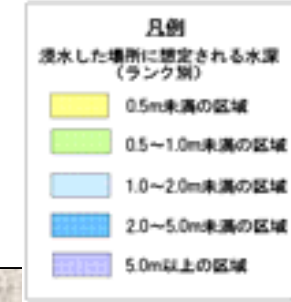 凡例
浸水した場所に想定される水深
(ランク別)
0.5m未満の区域
0.5〜1.0m未満の区域
1.0〜2.0m未満の区域
2.0〜5.0m未満の区域
5.0m以上の区域